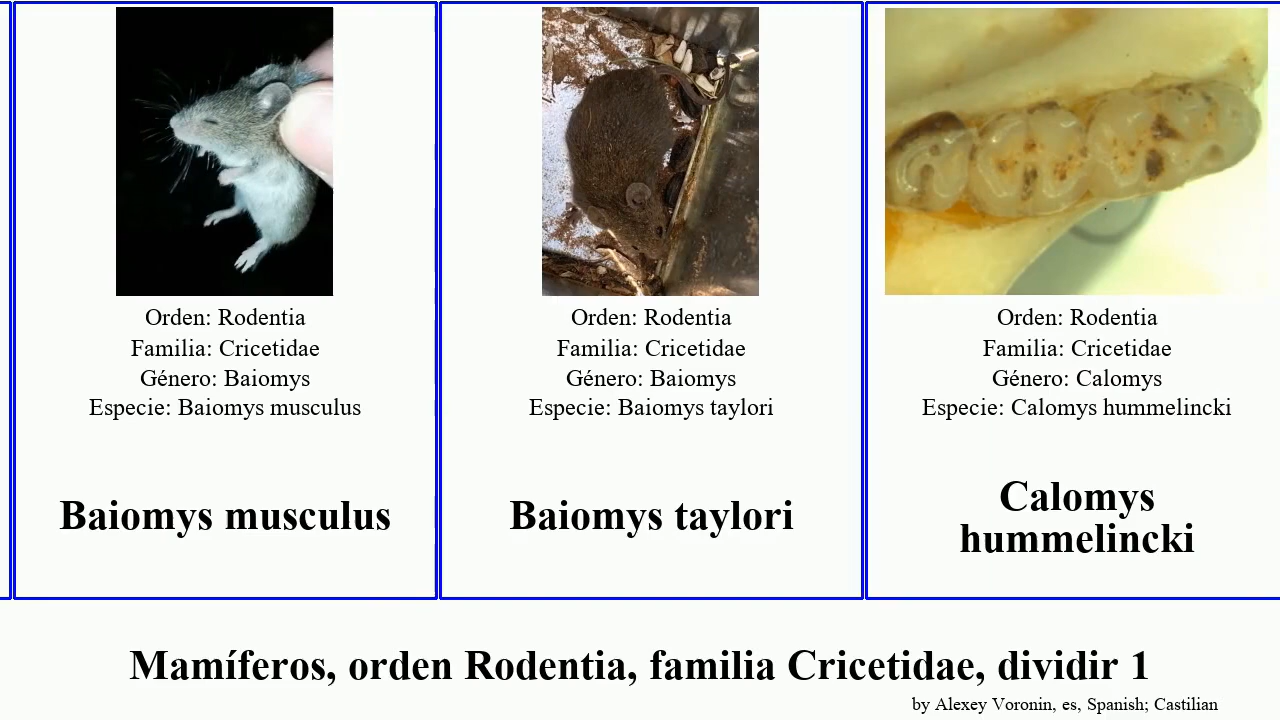 Orden: Rodentia
Familia: Cricetidae
Género: Baiomys
Especie: Baiomys musculus
Baiomys musculus
Orden: Rodentia
Familia: Cricetidae
Género: Baiomys
Especie: Baiomys taylori
Baiomys taylori
Orden: Rodentia
Familia: Cricetidae
Género: Calomys
Especie: Calomys hummelincki
Calomys
hummelincki
Mamíferos, orden Rodentia, familia Cricetidae, dividir 1
by Alexey Voronin, es, Spanish; Castilian